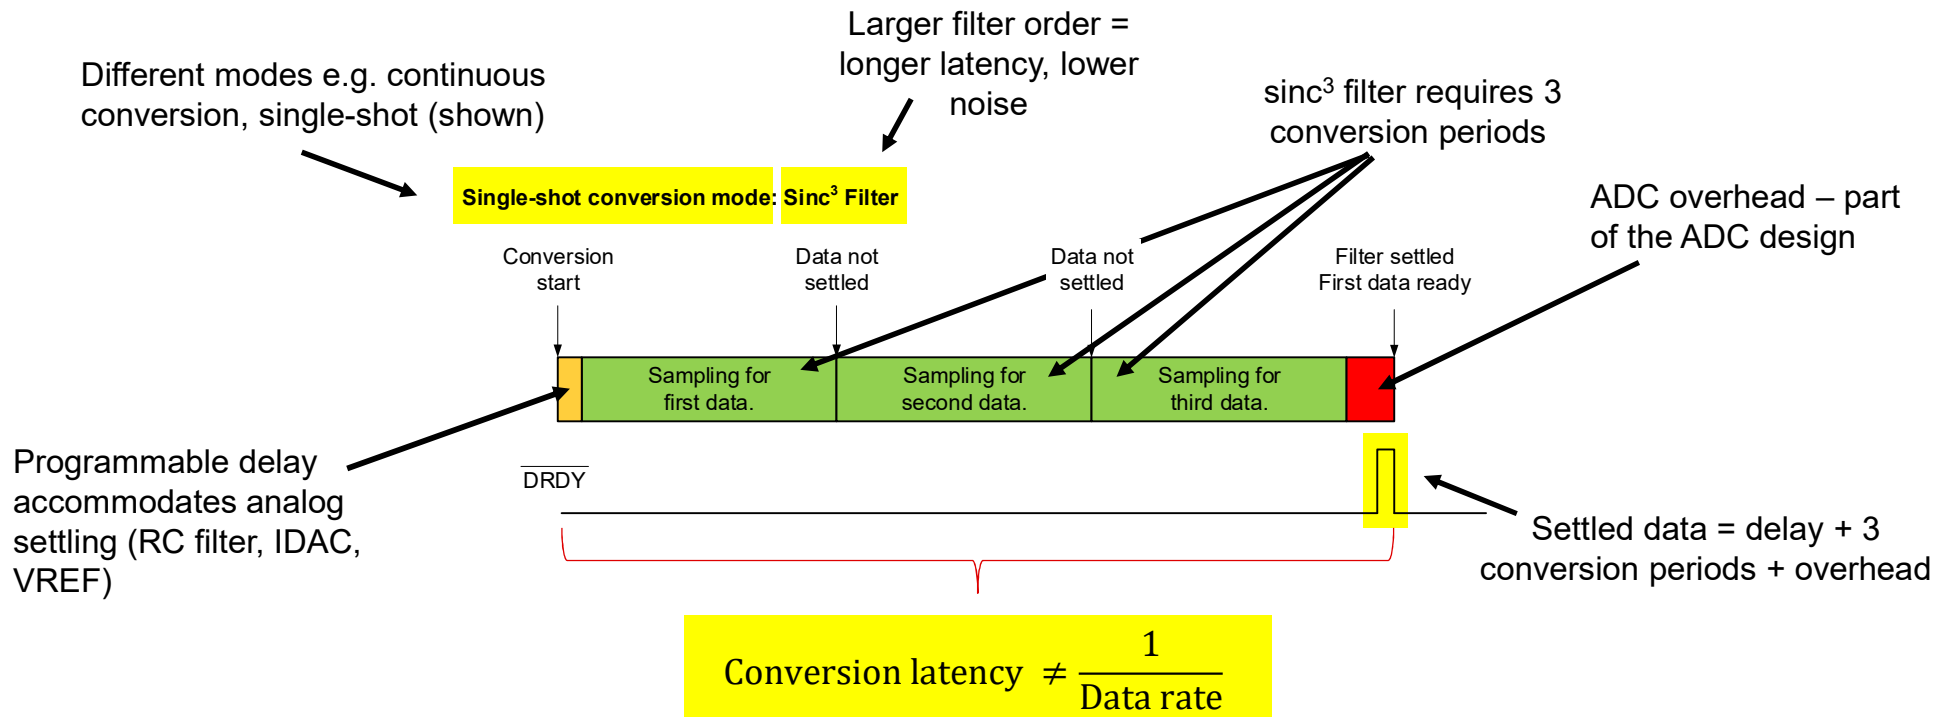 Larger filter order =
longer latency, lower
noise
Different modes e.g. continuous
conversion, single-shot (shown)
sinc³ filter requires 3
conversion periods
Single-shot conversion mode: Sinc³ Filter
ADC overhead – part
of the ADC design
Conversion
start
Data not
settled
Data not
settled
Filter settled
First data ready
Sampling for
first data.
Sampling for
second data.
Sampling for
third data.
Programmable delay
accommodates analog
settling (RC filter, IDAC,
VREF)
DRDY
Settled data = delay + 3
conversion periods + overhead
Conversion latency ≠ 1
Data rate